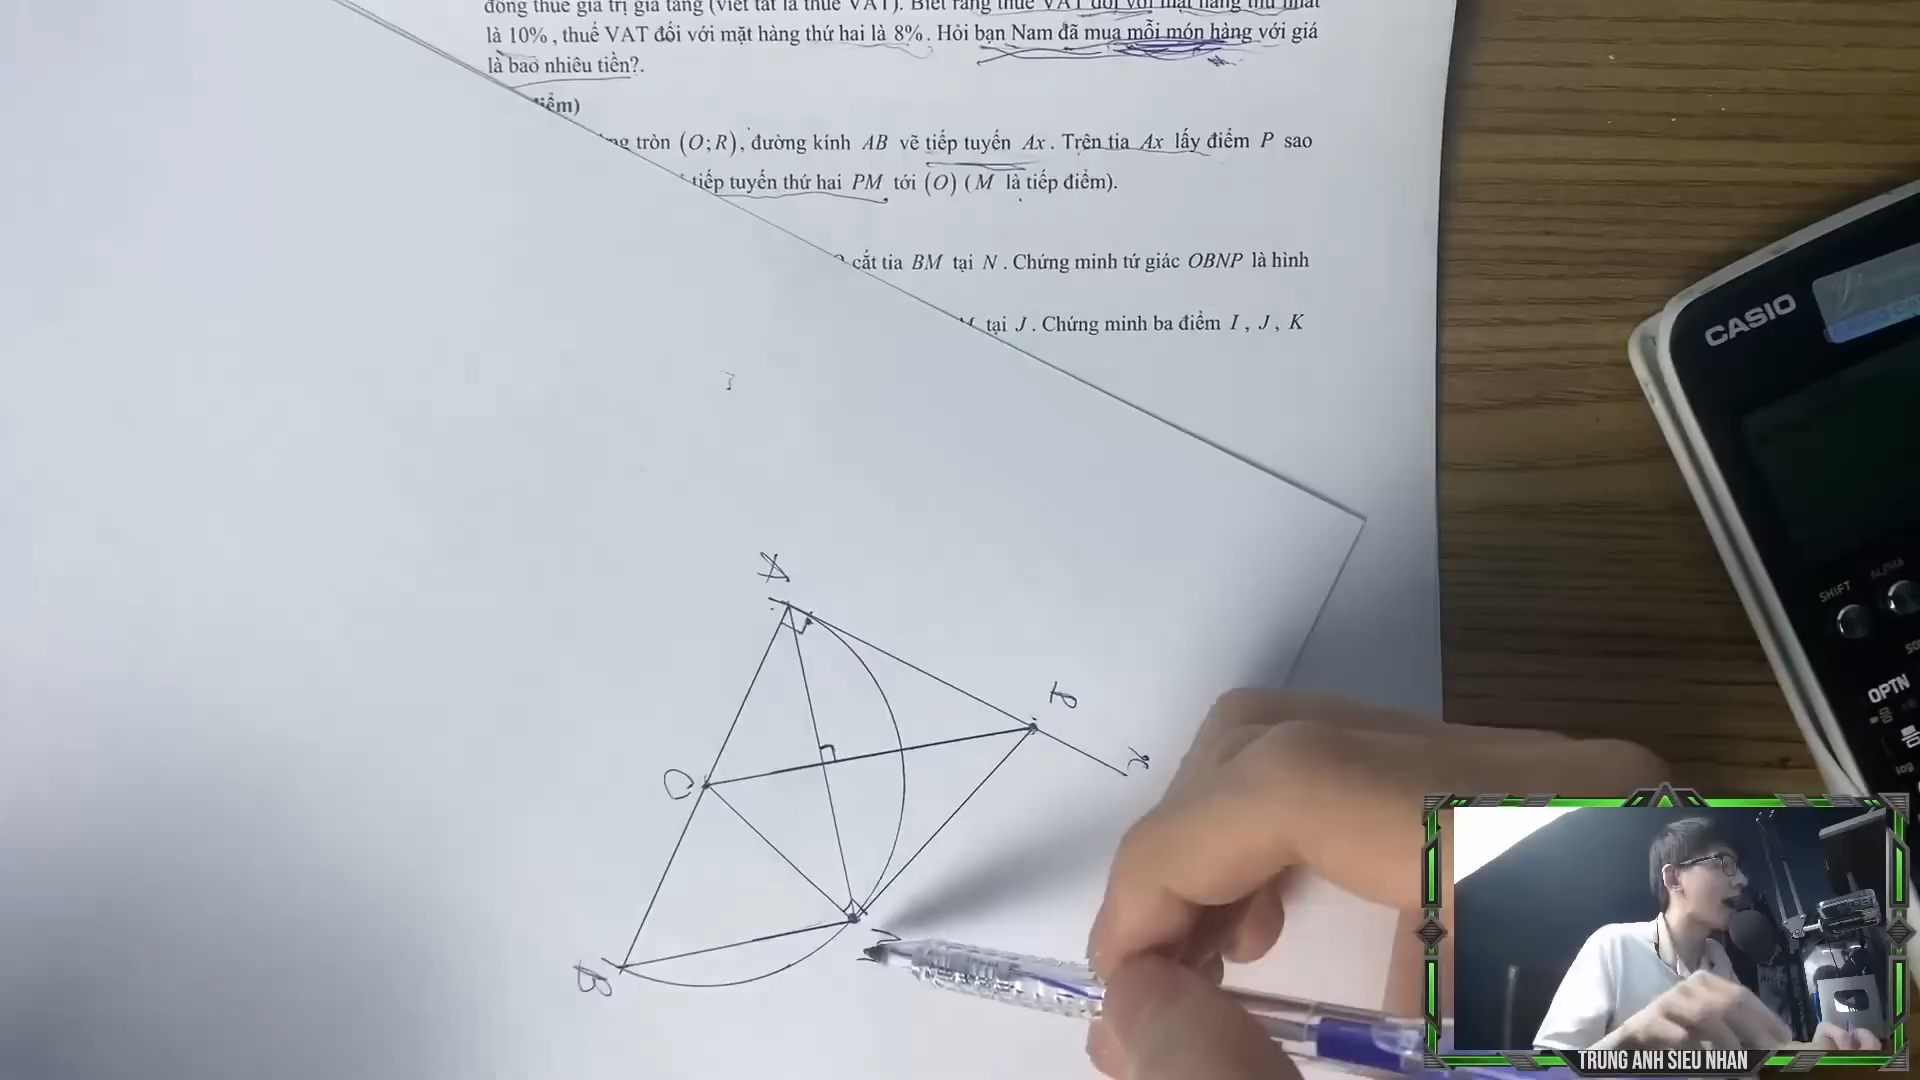 đồng thuế giá trị gia tăng (viết tắt là thuế VAT). Biết rằng thuế VAT đối với mặt hàng thứ nhất
là 10%, thuế VAT đối với mặt hàng thứ hai là 8%. Hỏi bạn Nam đã mua mỗi món hàng với giá
là bao nhiêu tiền?.
điểm)
tròn (O;R), đường kính AB vẽ tiếp tuyến Ax. Trên tia Ax lấy điểm P sao
tiếp tuyến thứ hai PM tới (O) (M là tiếp điểm).
cắt tia BM tại N. Chứng minh tứ giác OBNP là hình
tại J. Chứng minh ba điểm I, J, K
A
P
x
O
B
CASIO
SHIFT
ALPHA
OPTN
log
TRUNG ANH SIEU NHAN